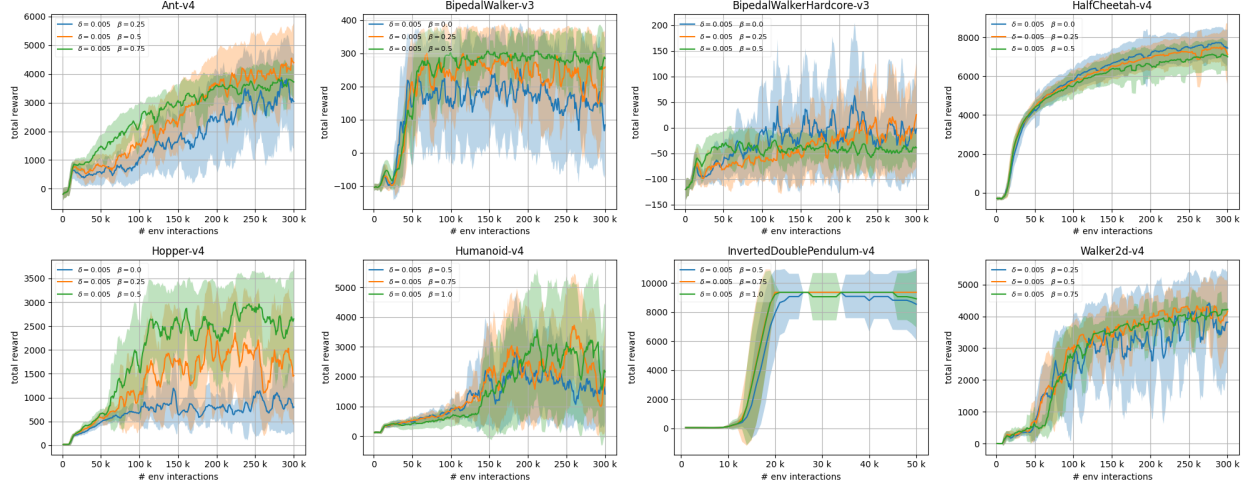 Ant-v4
δ = 0.005 β = 0.25
δ = 0.005 β = 0.5
δ = 0.005 β = 0.75
total reward
6000
5000
4000
3000
2000
1000
0
0 50 k 100 k 150 k 200 k 250 k 300 k
# env interactions
BipedalWalker-v3
δ = 0.005 β = 0.0
δ = 0.005 β = 0.25
δ = 0.005 β = 0.5
total reward
400
300
200
100
0
−100
0 50 k 100 k 150 k 200 k 250 k 300 k
# env interactions
BipedalWalkerHardcore-v3
δ = 0.005 β = 0.0
δ = 0.005 β = 0.25
δ = 0.005 β = 0.5
total reward
200
150
100
50
0
−50
−100
−150
0 50 k 100 k 150 k 200 k 250 k 300 k
# env interactions
HalfCheetah-v4
δ = 0.005 β = 0.0
δ = 0.005 β = 0.25
δ = 0.005 β = 0.5
total reward
8000
6000
4000
2000
0
0 50 k 100 k 150 k 200 k 250 k 300 k
# env interactions
Hopper-v4
δ = 0.005 β = 0.0
δ = 0.005 β = 0.25
δ = 0.005 β = 0.5
total reward
3500
3000
2500
2000
1500
1000
500
0
0 50 k 100 k 150 k 200 k 250 k 300 k
# env interactions
Humanoid-v4
δ = 0.005 β = 0.5
δ = 0.005 β = 0.75
δ = 0.005 β = 1.0
total reward
5000
4000
3000
2000
1000
0
0 50 k 100 k 150 k 200 k 250 k 300 k
# env interactions
InvertedDoublePendulum-v4
δ = 0.005 β = 0.5
δ = 0.005 β = 0.75
δ = 0.005 β = 1.0
total reward
10000
8000
6000
4000
2000
0
0 10 k 20 k 30 k 40 k 50 k
# env interactions
Walker2d-v4
δ = 0.005 β = 0.25
δ = 0.005 β = 0.5
δ = 0.005 β = 0.75
total reward
5000
4000
3000
2000
1000
0
0 50 k 100 k 150 k 200 k 250 k 300 k
# env interactions